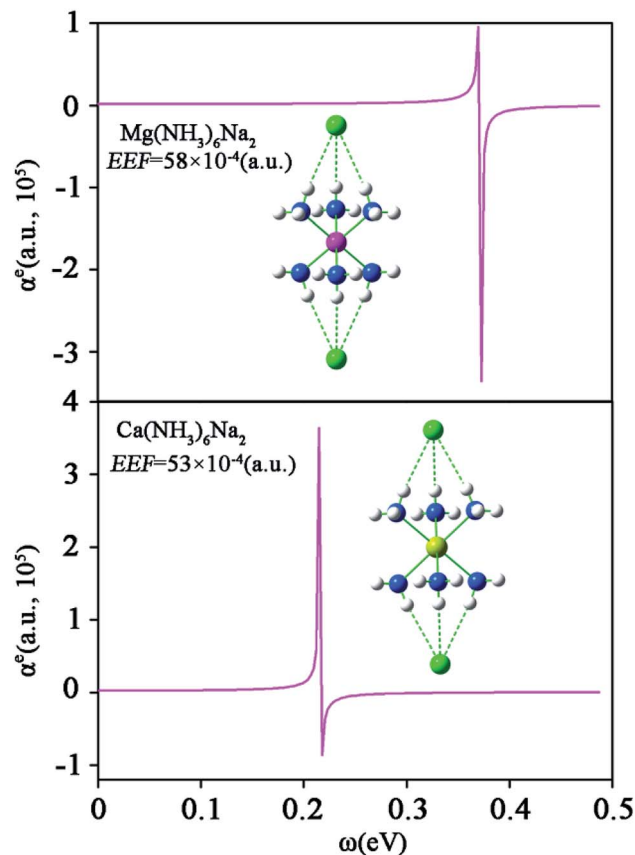 1
0
-1
-2
-3
αᵉ(a.u., 10⁵)
Mg(NH₃)₆Na₂
EEF=58×10⁻⁴(a.u.)
4
3
2
1
0
-1
αᵉ(a.u., 10⁵)
Ca(NH₃)₆Na₂
EEF=53×10⁻⁴(a.u.)
0
0.1
0.2
0.3
0.4
0.5
ω(eV)